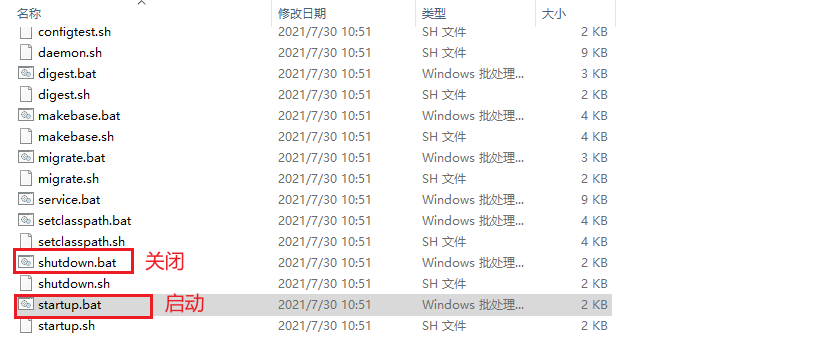 名称 修改日期 类型 大小
configtest.sh 2021/7/30 10:51 SH 文件 2 KB
daemon.sh 2021/7/30 10:51 SH 文件 9 KB
digest.bat 2021/7/30 10:51 Windows 批处理... 3 KB
digest.sh 2021/7/30 10:51 SH 文件 2 KB
makebase.bat 2021/7/30 10:51 Windows 批处理... 4 KB
makebase.sh 2021/7/30 10:51 SH 文件 4 KB
migrate.bat 2021/7/30 10:51 Windows 批处理... 3 KB
migrate.sh 2021/7/30 10:51 SH 文件 2 KB
service.bat 2021/7/30 10:51 Windows 批处理... 9 KB
setclasspath.bat 2021/7/30 10:51 Windows 批处理... 4 KB
setclasspath.sh 2021/7/30 10:51 SH 文件 4 KB
shutdown.bat 关闭 2021/7/30 10:51 Windows 批处理... 2 KB
shutdown.sh 2021/7/30 10:51 SH 文件 2 KB
startup.bat 启动 2021/7/30 10:51 Windows 批处理... 2 KB
startup.sh 2021/7/30 10:51 SH 文件 2 KB